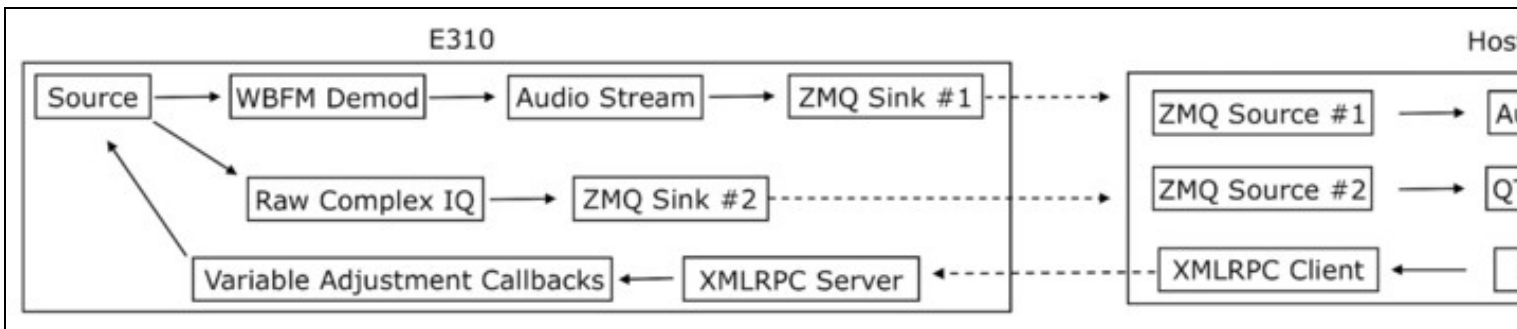 E310
Host
Source
WBFM Demod
Audio Stream
ZMQ Sink #1
ZMQ Source #1
Raw Complex IQ
ZMQ Sink #2
ZMQ Source #2
Variable Adjustment Callbacks
XMLRPC Server
XMLRPC Client